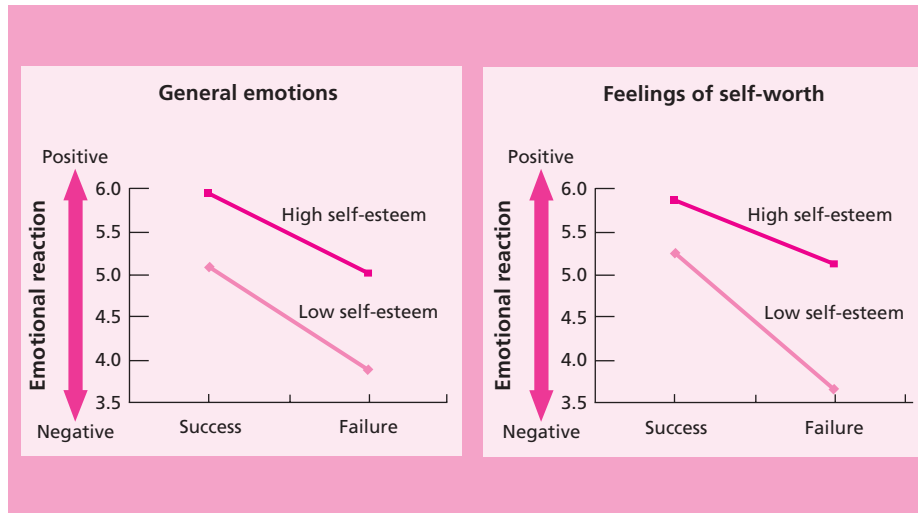 General emotions
Positive
Emotional reaction
6.0
5.5
5.0
4.5
4.0
3.5
High self-esteem
Low self-esteem
Negative
Success
Failure
Feelings of self-worth
Positive
Emotional reaction
6.0
5.5
5.0
4.5
4.0
3.5
High self-esteem
Low self-esteem
Negative
Success
Failure